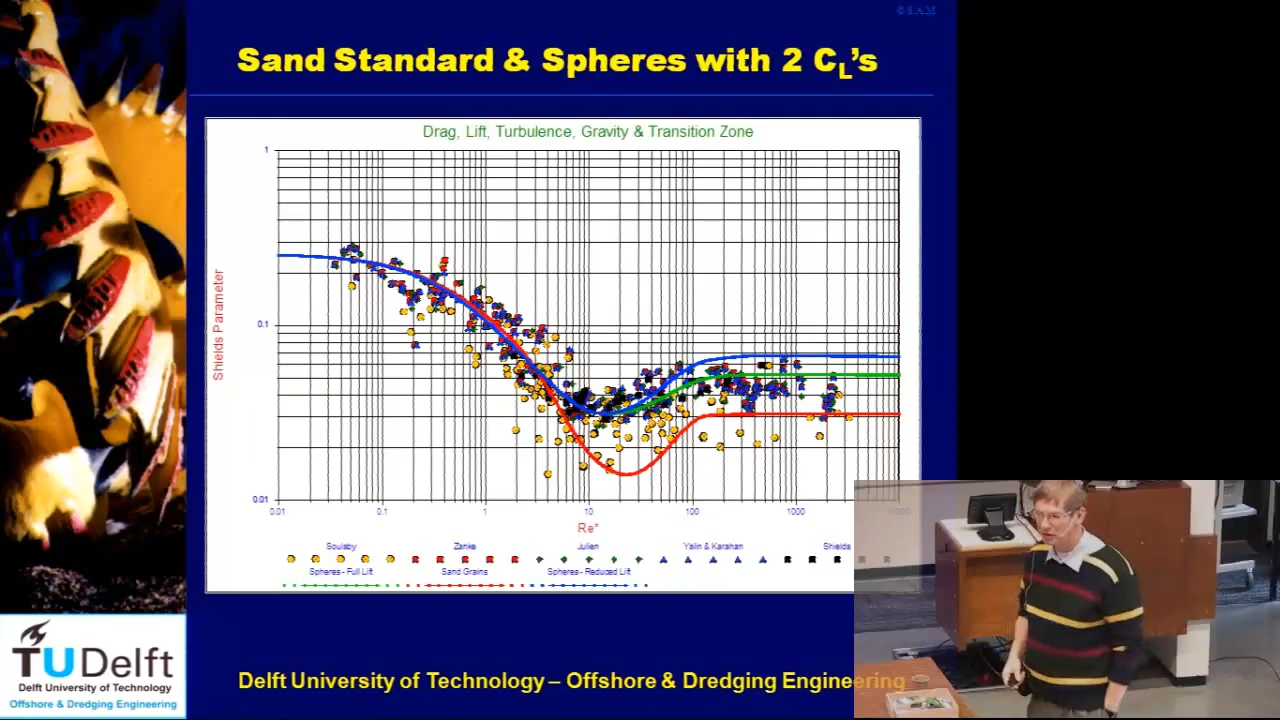 © S.A.M
Sand Standard & Spheres with 2 CL's
Drag, Lift, Turbulence, Gravity & Transition Zone
1
0.1
0.01
Shields Parameter
0.01 0.1 1 10 100 1000
Re*
Soulsby Zanke Julien Yalin & Karahan Shields
Spheres - Full Lift Sand Grains Spheres - Reduced Lift
TU Delft
Delft University of Technology
Offshore & Dredging Engineering
Delft University of Technology – Offshore & Dredging Engineering